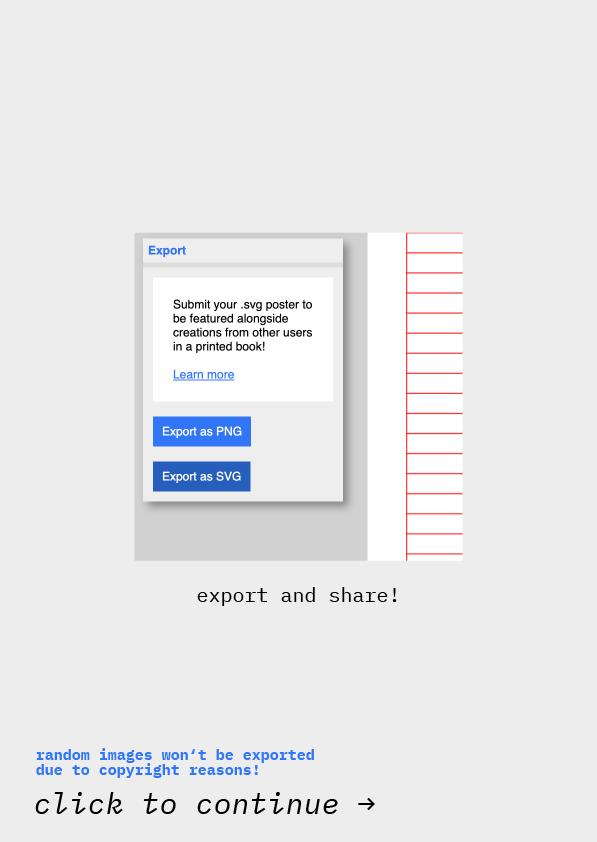 Export
Submit your .svg poster to
be featured alongside
creations from other users
in a printed book!
Learn more
Export as PNG
Export as SVG
export and share!
random images won‘t be exported
due to copyright reasons!
click to continue →